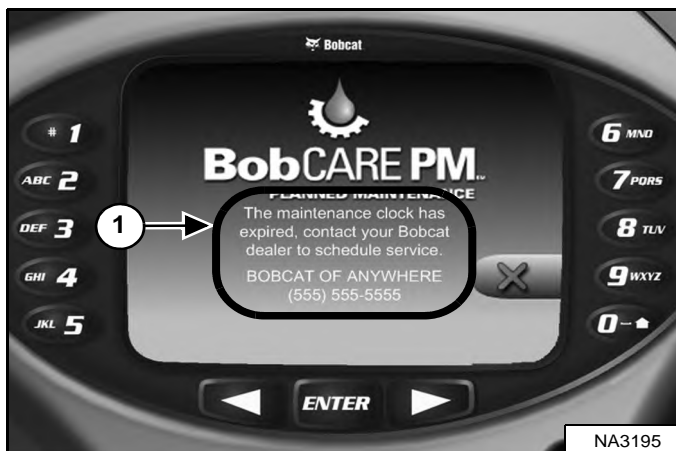 Bobcat
# 1
ABC 2
DEF 3
GHI 4
JKL 5
6 MNO
7 PQRS
8 TUV
9 WXYZ
0
BobCARE PM™
PLANNED MAINTENANCE
The maintenance clock has
expired, contact your Bobcat
dealer to schedule service.
BOBCAT OF ANYWHERE
(555) 555-5555
1
ENTER
NA3195